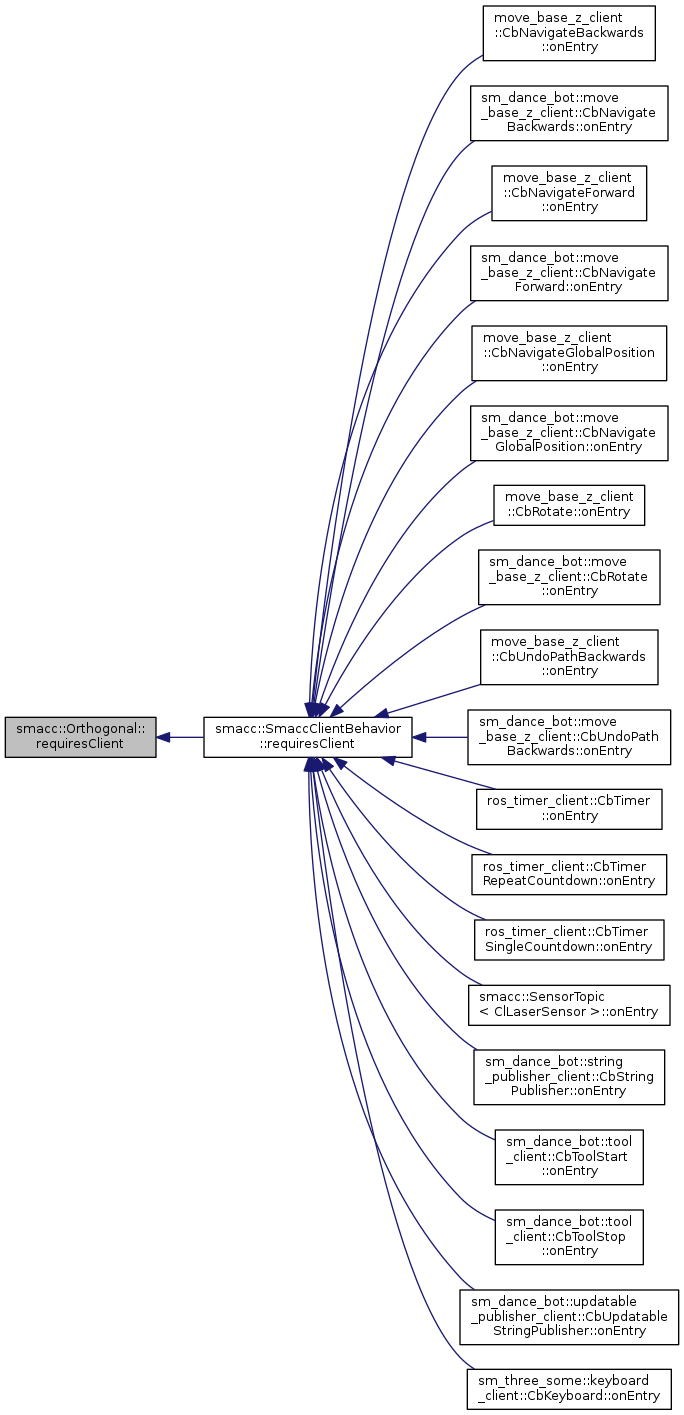 move_base_z_client
::CbNavigateBackwards
::onEntry
sm_dance_bot::move
_base_z_client::CbNavigate
Backwards::onEntry
move_base_z_client
::CbNavigateForward
::onEntry
sm_dance_bot::move
_base_z_client::CbNavigate
Forward::onEntry
move_base_z_client
::CbNavigateGlobalPosition
::onEntry
sm_dance_bot::move
_base_z_client::CbNavigate
GlobalPosition::onEntry
move_base_z_client
::CbRotate::onEntry
sm_dance_bot::move
_base_z_client::CbRotate
::onEntry
move_base_z_client
::CbUndoPathBackwards
::onEntry
smacc::Orthogonal::
requiresClient
smacc::SmaccClientBehavior
::requiresClient
sm_dance_bot::move
_base_z_client::CbUndoPath
Backwards::onEntry
ros_timer_client::CbTimer
::onEntry
ros_timer_client::CbTimer
RepeatCountdown::onEntry
ros_timer_client::CbTimer
SingleCountdown::onEntry
smacc::SensorTopic
< ClLaserSensor >::onEntry
sm_dance_bot::string
_publisher_client::CbString
Publisher::onEntry
sm_dance_bot::tool
_client::CbToolStart
::onEntry
sm_dance_bot::tool
_client::CbToolStop
::onEntry
sm_dance_bot::updatable
_publisher_client::CbUpdatable
StringPublisher::onEntry
sm_three_some::keyboard
_client::CbKeyboard::onEntry